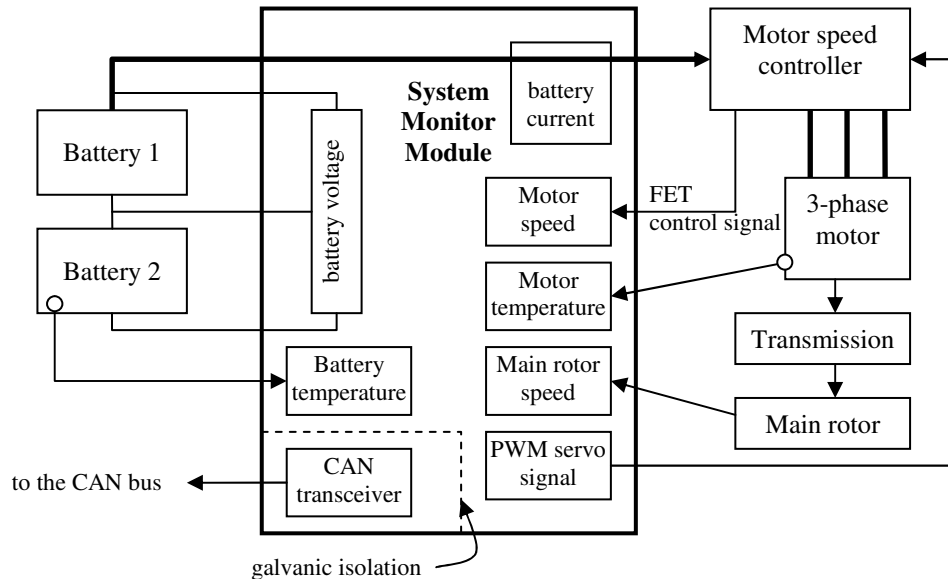 Motor speed
controller
System
Monitor
Module
battery
current
Battery 1
battery voltage
Motor
speed
FET
control signal
3-phase
motor
Battery 2
Motor
temperature
Transmission
Battery
temperature
Main rotor
speed
Main rotor
PWM servo
signal
CAN
transceiver
to the CAN bus
galvanic isolation